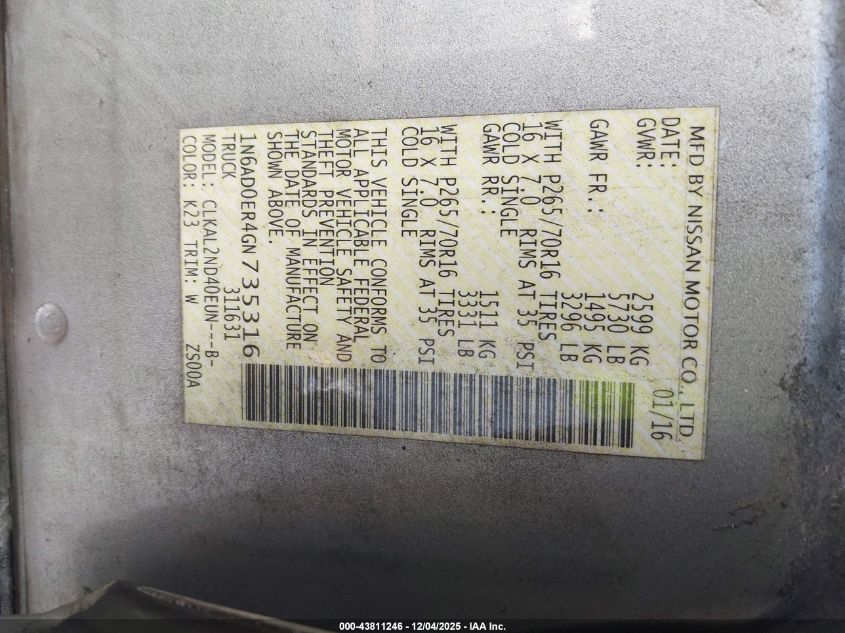 MFD BY NISSAN MOTOR CO., LTD.
DATE: 01/16
GVWR: 2599 KG
5730 LB
GAWR FR.: 1495 KG
3296 LB
WITH P265/70R16 TIRES
16 X 7.0 RIMS AT 35 PSI
COLD SINGLE
GAWR RR.: 1511 KG
3331 LB
WITH P265/70R16 TIRES
16 X 7.0 RIMS AT 35 PSI
COLD SINGLE
THIS VEHICLE CONFORMS TO
ALL APPLICABLE FEDERAL
MOTOR VEHICLE SAFETY AND
THEFT PREVENTION
STANDARDS IN EFFECT ON
THE DATE OF MANUFACTURE
SHOWN ABOVE.
1N6AD0ER4GN735316
TRUCK 311631
MODEL: CLKAL2ND4DEUN---B-
COLOR: K23 TRIM: W ZS00A
000-43811246 - 12/04/2025 - IAA Inc.